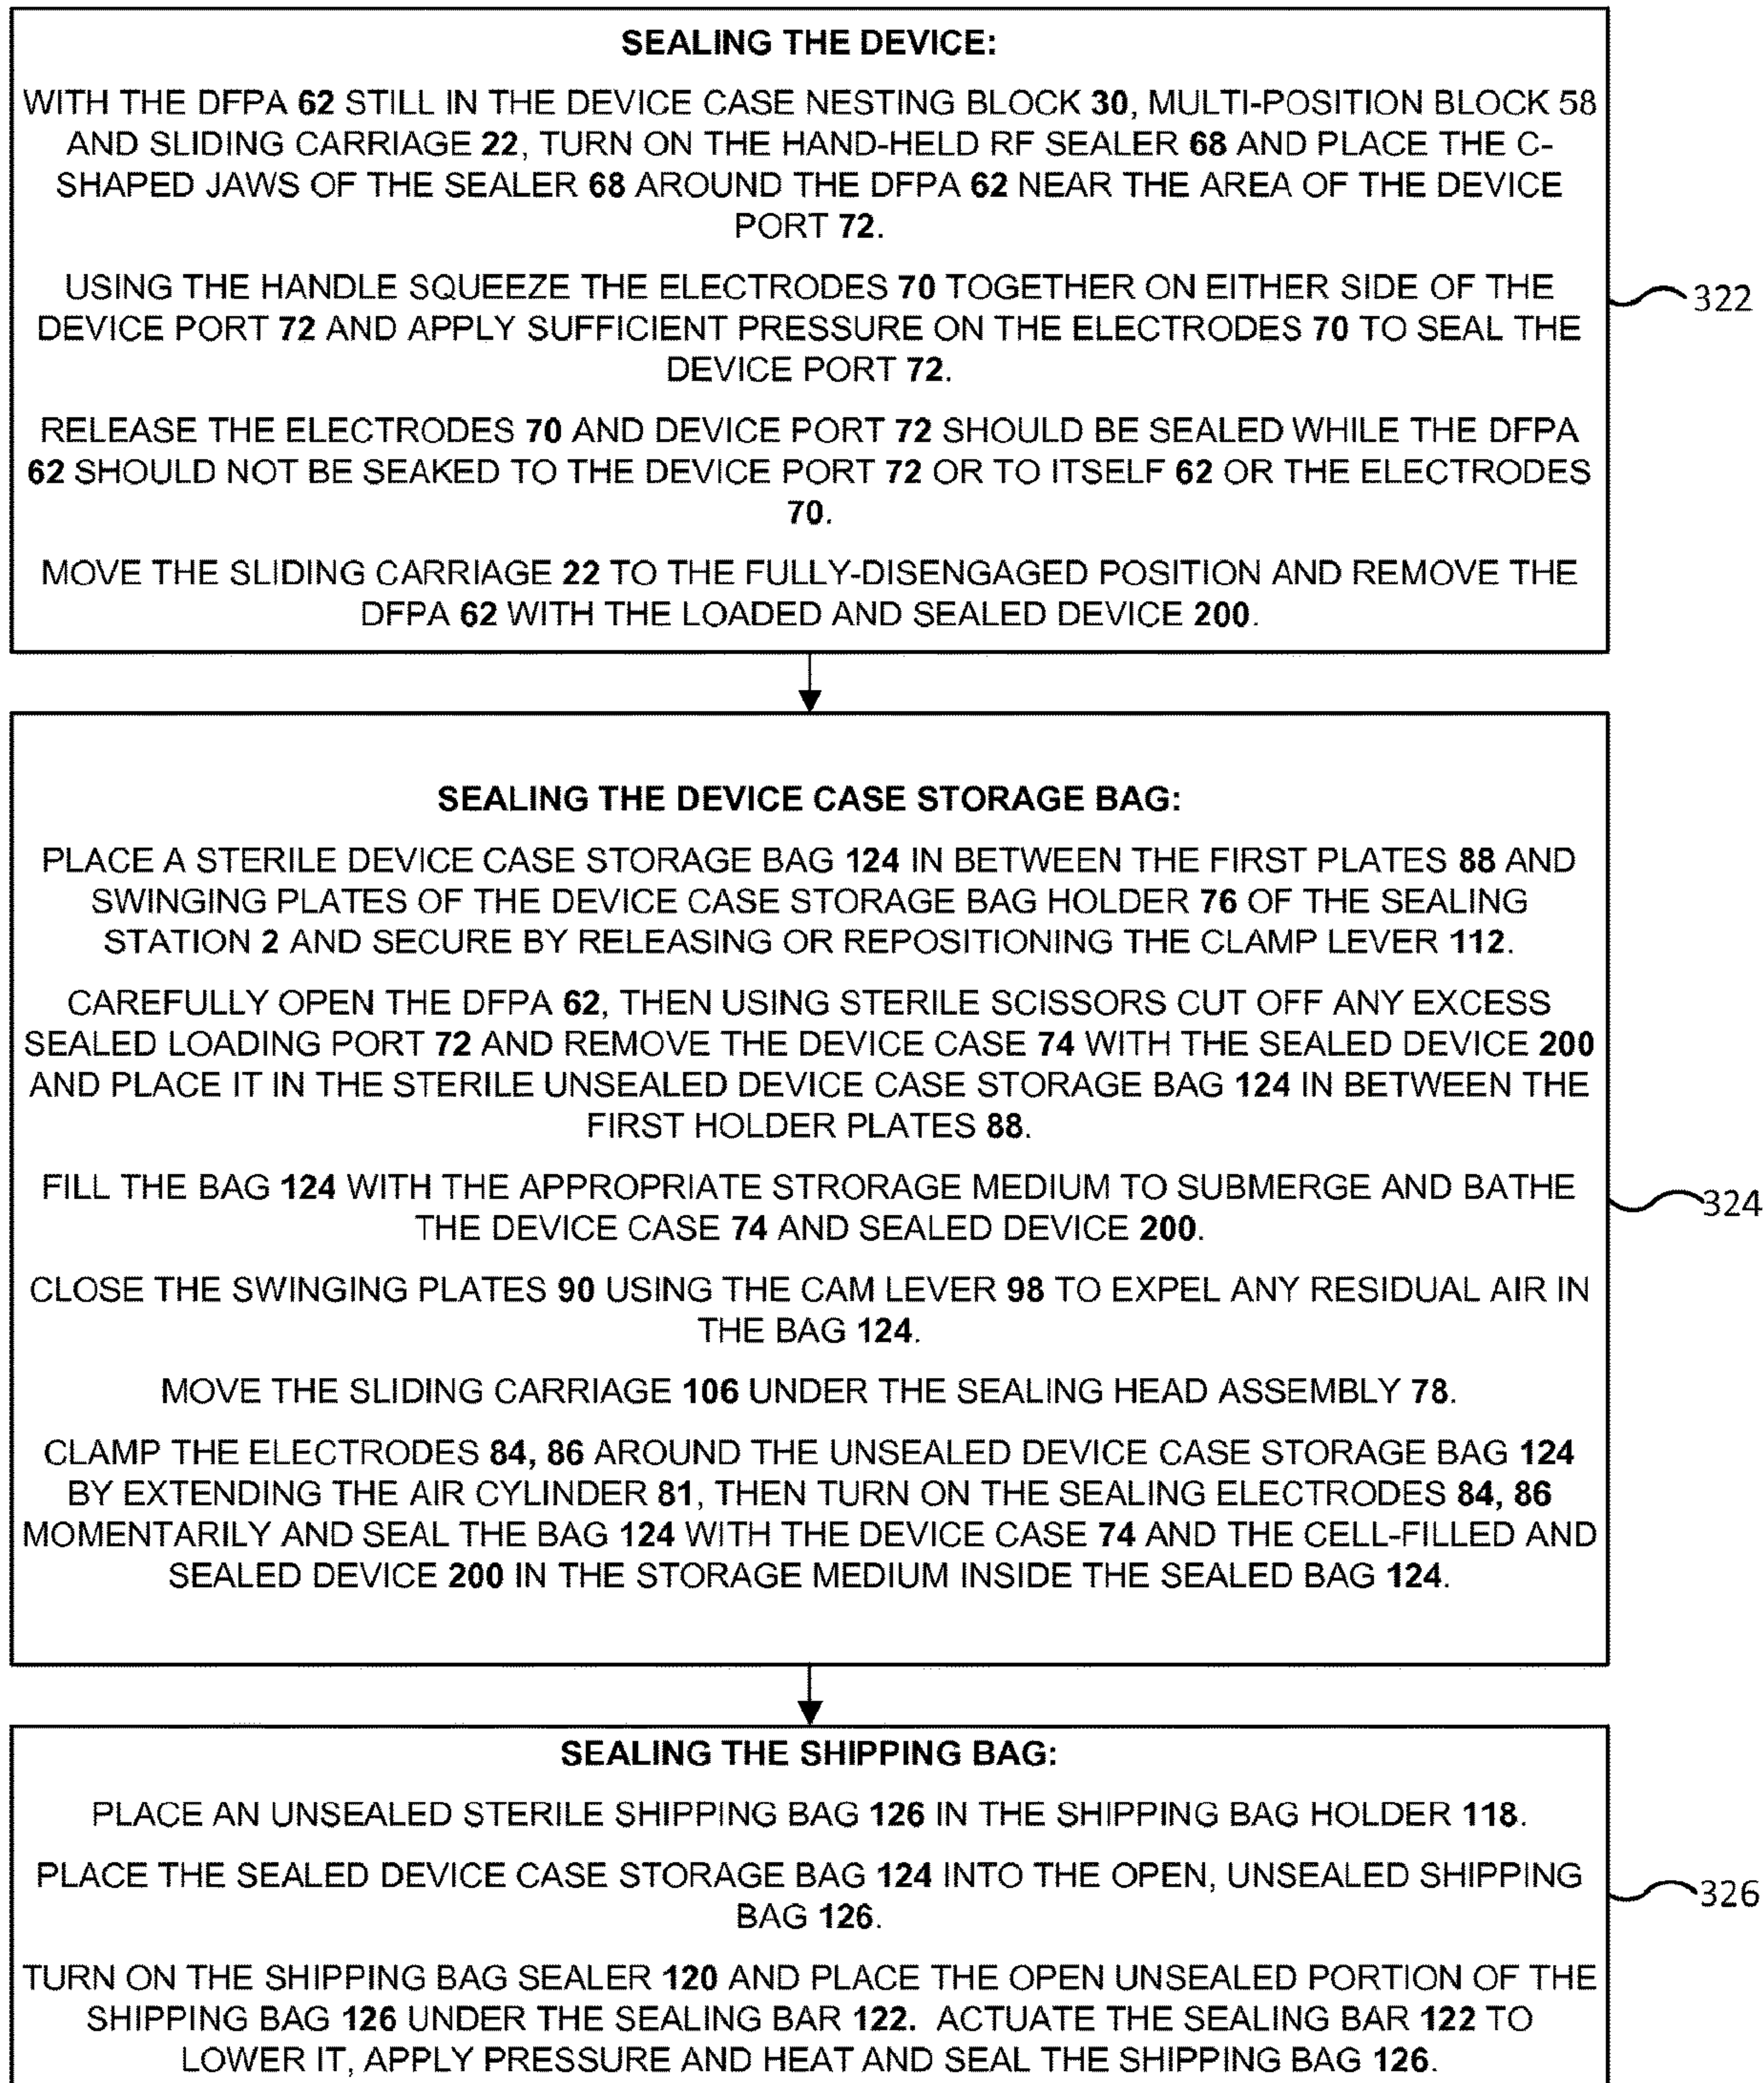 SEALING THE DEVICE:
WITH THE DFPA 62 STILL IN THE DEVICE CASE NESTING BLOCK 30, MULTI-POSITION BLOCK 58
AND SLIDING CARRIAGE 22, TURN ON THE HAND-HELD RF SEALER 68 AND PLACE THE C-
SHAPED JAWS OF THE SEALER 68 AROUND THE DFPA 62 NEAR THE AREA OF THE DEVICE
PORT 72.
USING THE HANDLE SQUEEZE THE ELECTRODES 70 TOGETHER ON EITHER SIDE OF THE
DEVICE PORT 72 AND APPLY SUFFICIENT PRESSURE ON THE ELECTRODES 70 TO SEAL THE
DEVICE PORT 72.
RELEASE THE ELECTRODES 70 AND DEVICE PORT 72 SHOULD BE SEALED WHILE THE DFPA
62 SHOULD NOT BE SEAKED TO THE DEVICE PORT 72 OR TO ITSELF 62 OR THE ELECTRODES
70.
MOVE THE SLIDING CARRIAGE 22 TO THE FULLY-DISENGAGED POSITION AND REMOVE THE
DFPA 62 WITH THE LOADED AND SEALED DEVICE 200.
322
SEALING THE DEVICE CASE STORAGE BAG:
PLACE A STERILE DEVICE CASE STORAGE BAG 124 IN BETWEEN THE FIRST PLATES 88 AND
SWINGING PLATES OF THE DEVICE CASE STORAGE BAG HOLDER 76 OF THE SEALING
STATION 2 AND SECURE BY RELEASING OR REPOSITIONING THE CLAMP LEVER 112.
CAREFULLY OPEN THE DFPA 62, THEN USING STERILE SCISSORS CUT OFF ANY EXCESS
SEALED LOADING PORT 72 AND REMOVE THE DEVICE CASE 74 WITH THE SEALED DEVICE 200
AND PLACE IT IN THE STERILE UNSEALED DEVICE CASE STORAGE BAG 124 IN BETWEEN THE
FIRST HOLDER PLATES 88.
FILL THE BAG 124 WITH THE APPROPRIATE STRORAGE MEDIUM TO SUBMERGE AND BATHE
THE DEVICE CASE 74 AND SEALED DEVICE 200.
CLOSE THE SWINGING PLATES 90 USING THE CAM LEVER 98 TO EXPEL ANY RESIDUAL AIR IN
THE BAG 124.
MOVE THE SLIDING CARRIAGE 106 UNDER THE SEALING HEAD ASSEMBLY 78.
CLAMP THE ELECTRODES 84, 86 AROUND THE UNSEALED DEVICE CASE STORAGE BAG 124
BY EXTENDING THE AIR CYLINDER 81, THEN TURN ON THE SEALING ELECTRODES 84, 86
MOMENTARILY AND SEAL THE BAG 124 WITH THE DEVICE CASE 74 AND THE CELL-FILLED AND
SEALED DEVICE 200 IN THE STORAGE MEDIUM INSIDE THE SEALED BAG 124.
324
SEALING THE SHIPPING BAG:
PLACE AN UNSEALED STERILE SHIPPING BAG 126 IN THE SHIPPING BAG HOLDER 118.
PLACE THE SEALED DEVICE CASE STORAGE BAG 124 INTO THE OPEN, UNSEALED SHIPPING
BAG 126.
TURN ON THE SHIPPING BAG SEALER 120 AND PLACE THE OPEN UNSEALED PORTION OF THE
SHIPPING BAG 126 UNDER THE SEALING BAR 122. ACTUATE THE SEALING BAR 122 TO
LOWER IT, APPLY PRESSURE AND HEAT AND SEAL THE SHIPPING BAG 126.
326